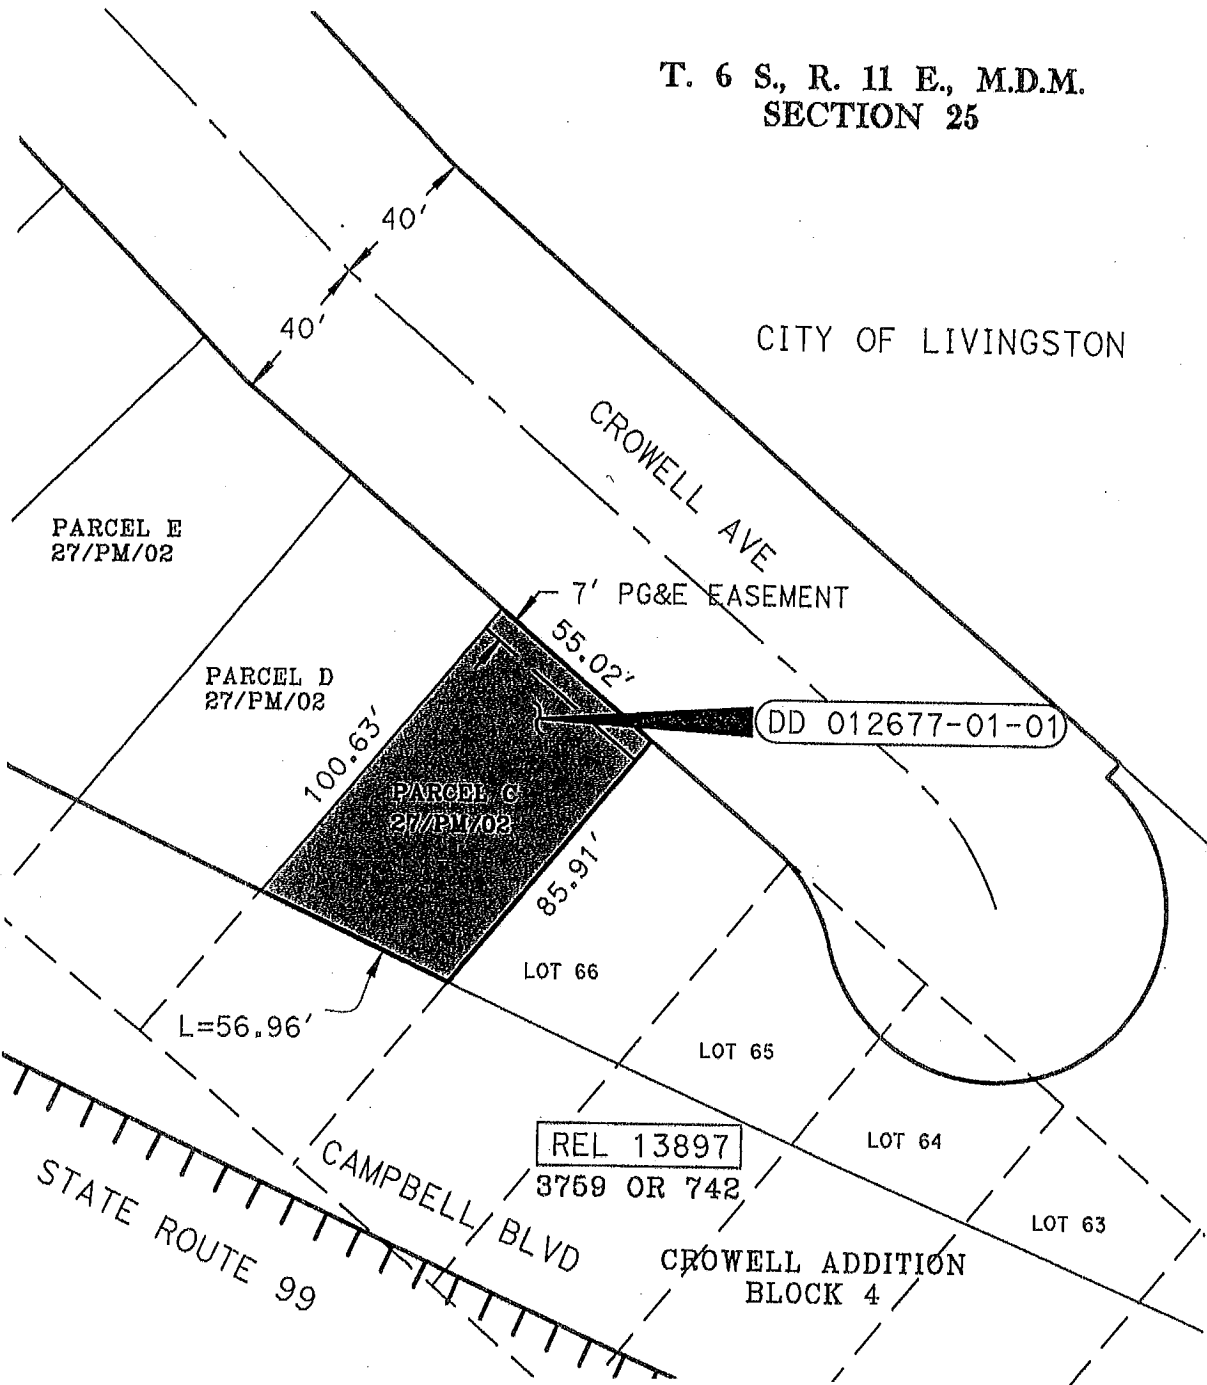 T. 6 S., R. 11 E., M.D.M.
SECTION 25
40'
40'
CITY OF LIVINGSTON
CROWELL AVE
PARCEL E
27/PM/02
7' PG&E EASEMENT
55.02'
PARCEL D
27/PM/02
DD 012677-01-01
100.63'
PARCEL C
27/PM/02
85.91'
LOT 66
L=56.96'
LOT 65
REL 13897
3759 OR 742
LOT 64
CAMPBELL BLVD
STATE ROUTE 99
LOT 63
CROWELL ADDITION
BLOCK 4